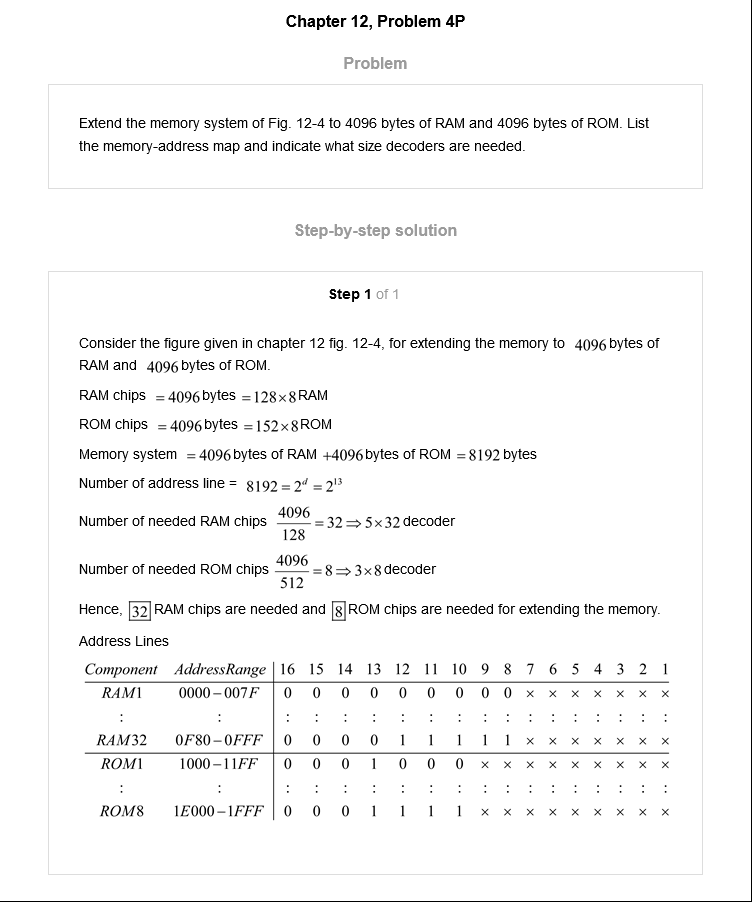 Chapter 12, Problem 4P
Problem
Extend the memory system of Fig. 12-4 to 4096 bytes of RAM and 4096 bytes of ROM. List
the memory-address map and indicate what size decoders are needed.
Step-by-step solution
Step 1 of 1
Consider the figure given in chapter 12 fig. 12-4, for extending the memory to 4096 bytes of
RAM and 4096 bytes of ROM.
RAM chips = 4096 bytes = 128×8 RAM
ROM chips = 4096 bytes = 152×8 ROM
Memory system = 4096 bytes of RAM +4096 bytes of ROM = 8192 bytes
Number of address line = 8192 = 2^d = 2^13
Number of needed RAM chips 4096/128 = 32 ⇒ 5×32 decoder
Number of needed ROM chips 4096/512 = 8 ⇒ 3×8 decoder
Hence, 32 RAM chips are needed and 8 ROM chips are needed for extending the memory.
Address Lines
Component AddressRange 16 15 14 13 12 11 10 9 8 7 6 5 4 3 2 1
RAM1 0000−007F 0 0 0 0 0 0 0 0 0 × × × × × × ×
: : : : : : : : : : : : : : : : : :
RAM32 0F80−0FFF 0 0 0 0 1 1 1 1 1 × × × × × × ×
ROM1 1000−11FF 0 0 0 1 0 0 0 × × × × × × × × ×
: : : : : : : : : : : : : : : : : :
ROM8 1E000−1FFF 0 0 0 1 1 1 1 × × × × × × × × ×